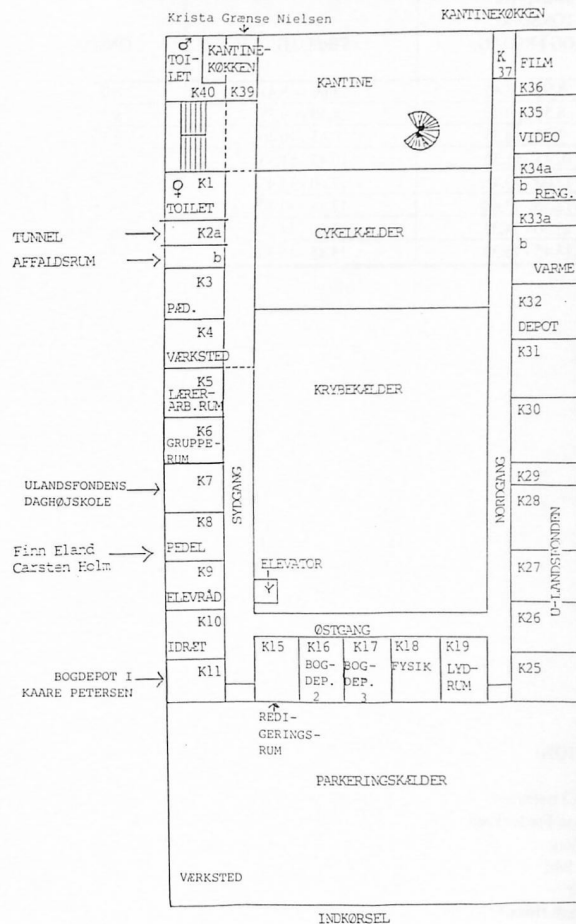 Krista Grænse Nielsen
KANTINEKØKKEN
♂
TOI-
LET
KANTINE-
KØKKEN
K40
K39
KANTINE
K
37
FILM
K36
K35
VIDEO
K34a
b
RENG.
K33a
b
VARME
K32
DEPOT
K31
K30
K29
K28
K27
K26
K25
U-LANDSFONDEN
NORDGANG
♀
K1
TOILET
TUNNEL
K2a
AFFALDSRUM
b
K3
PÆD.
K4
VÆRKSTED
K5
LÆRER-
ARB.RUM
K6
GRUPPE-
RUM
ULANDSFONDENS
DAGHØJSKOLE
K7
K8
PEDEL
Finn Eland
Carsten Holm
K9
ELEVRÅD
K10
IDRÆT
BOGDEPOT I
KAARE PETERSEN
K11
SYDGANG
CYKELKÆLDER
KRYBEKÆLDER
ELEVATOR
ØSTGANG
K15
K16
BOG-
DEP.
2
K17
BOG-
DEP.
3
K18
FYSIK
K19
LYD-
RUM
REDI-
GERINGS-
RUM
PARKERINGSKÆLDER
VÆRKSTED
INDKØRSEL